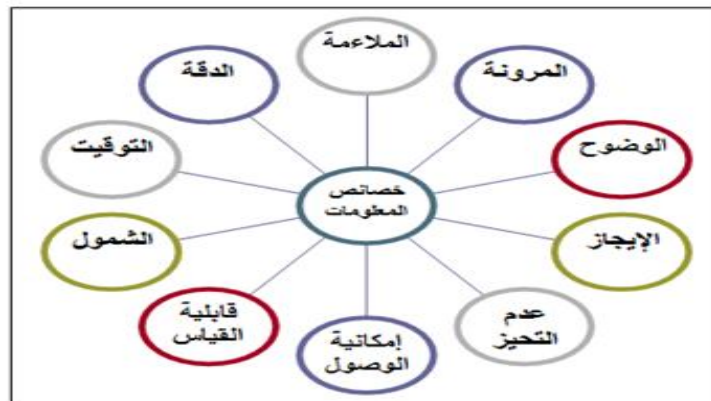 الملاءمة
المرونة
الدقة
الوضوح
التوقيت
خصائص
المعلومات
الإيجاز
الشمول
عدم
التحيز
قابلية
القياس
إمكانية
الوصول